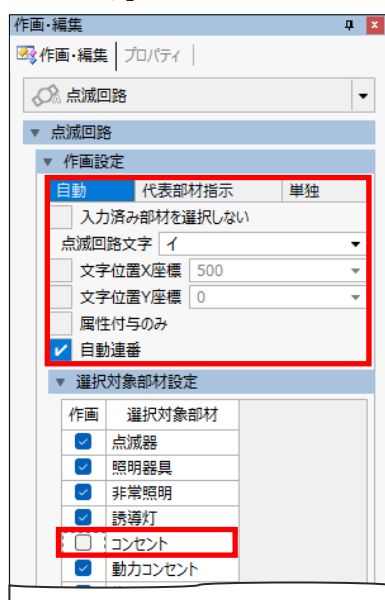 作画・編集
作画・編集 プロパティ
点滅回路
点滅回路
作画設定
自動 代表部材指示 単独
入力済み部材を選択しない
点滅回路文字 イ
文字位置X座標 500
文字位置Y座標 0
属性付与のみ
自動連番
選択対象部材設定
作画 選択対象部材
点滅器
照明器具
非常照明
誘導灯
コンセント
動力コンセント